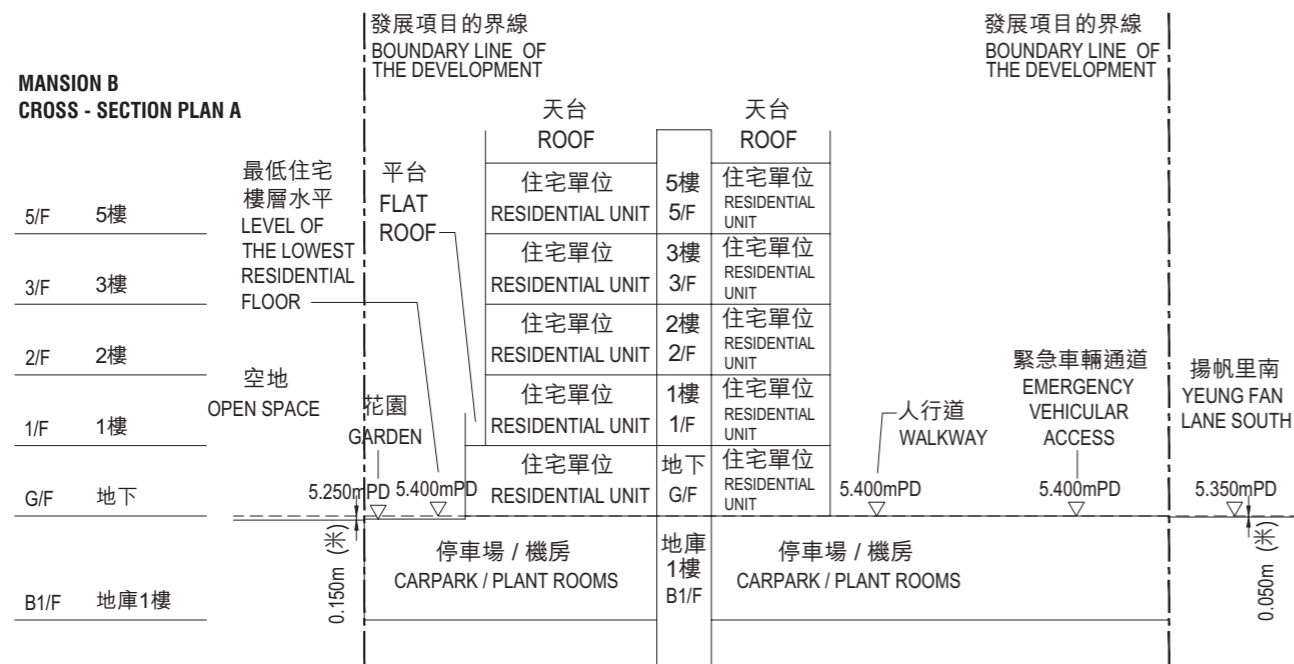 發展項目的界線
BOUNDARY LINE OF
THE DEVELOPMENT
發展項目的界線
BOUNDARY LINE OF
THE DEVELOPMENT
MANSION B
CROSS - SECTION PLAN A
天台
ROOF
天台
ROOF
最低住宅
樓層水平
LEVEL OF
THE LOWEST
RESIDENTIAL
FLOOR
平台
FLAT
ROOF
5/F 5樓
住宅單位
RESIDENTIAL UNIT
5樓
5/F
住宅單位
RESIDENTIAL
UNIT
3/F 3樓
住宅單位
RESIDENTIAL UNIT
3樓
3/F
住宅單位
RESIDENTIAL
UNIT
2/F 2樓
住宅單位
RESIDENTIAL UNIT
2樓
2/F
住宅單位
RESIDENTIAL
UNIT
空地
OPEN SPACE
花園
GARDEN
1/F 1樓
住宅單位
RESIDENTIAL UNIT
1樓
1/F
住宅單位
RESIDENTIAL
UNIT
人行道
WALKWAY
緊急車輛通道
EMERGENCY
VEHICULAR
ACCESS
揚帆里南
YEUNG FAN
LANE SOUTH
G/F 地下
5.250mPD
5.400mPD
住宅單位
RESIDENTIAL UNIT
地下
G/F
住宅單位
RESIDENTIAL
UNIT
5.400mPD
5.400mPD
5.350mPD
0.150m (米)
停車場 / 機房
CARPARK / PLANT ROOMS
地庫
1樓
B1/F
停車場 / 機房
CARPARK / PLANT ROOMS
0.050m (米)
B1/F 地庫1樓